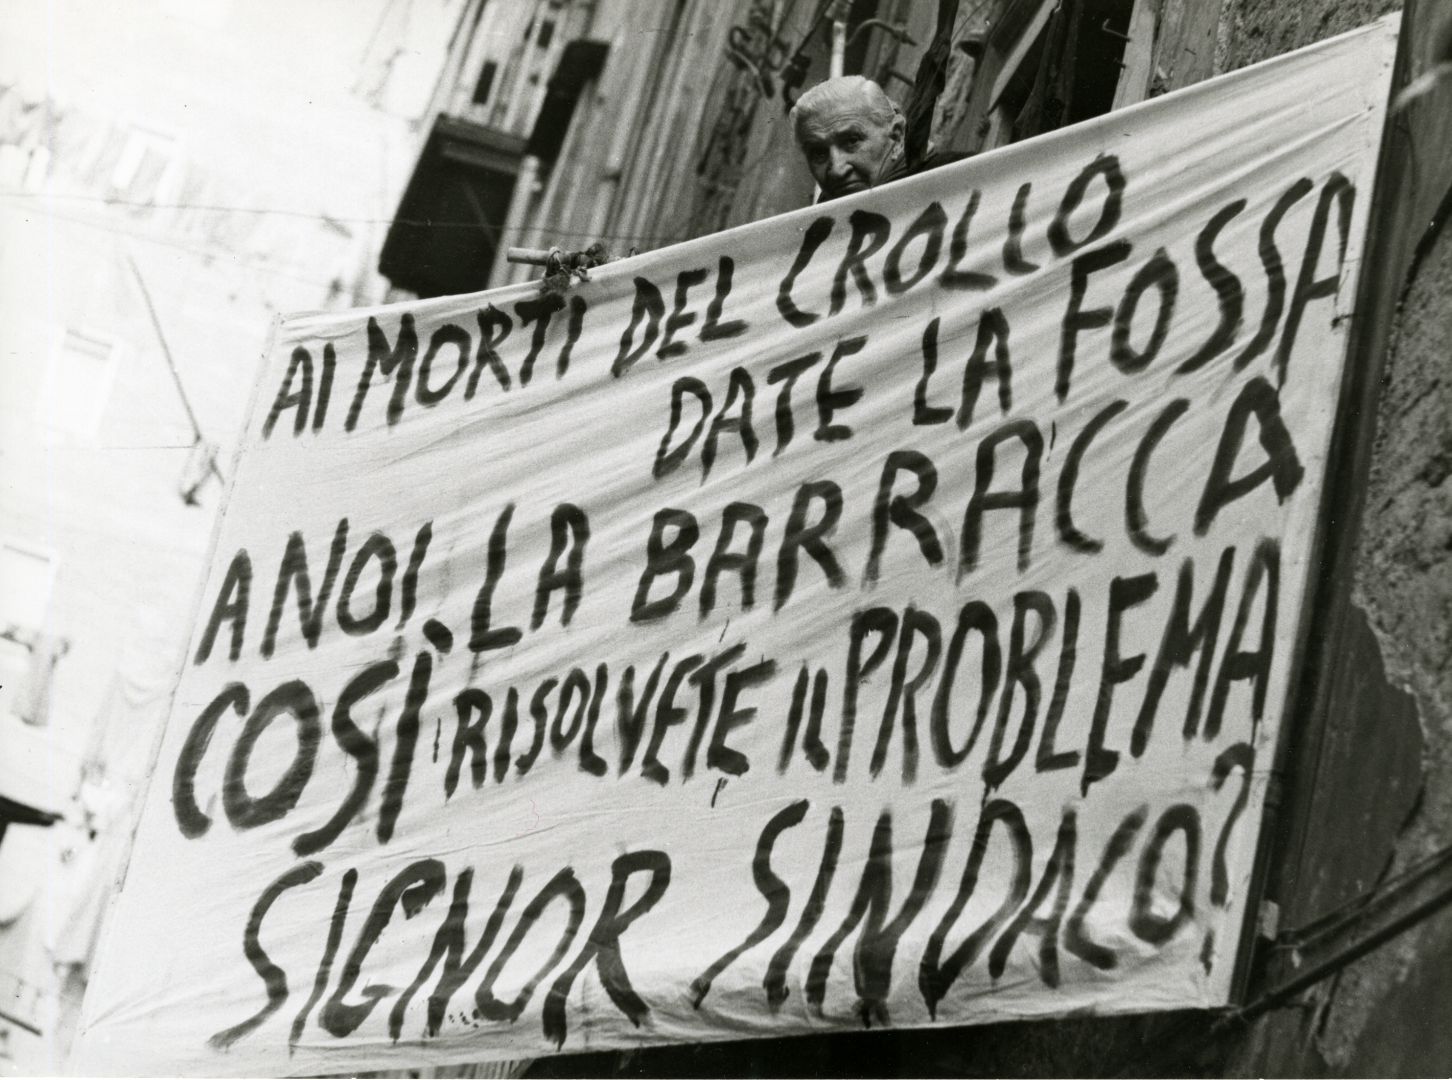 AI MORTI DEL CROLLO
DATE LA FOSSA
A NOI LA BARRACCA
COSÌ RISOLVETE IL PROBLEMA
SIGNOR SINDACO?